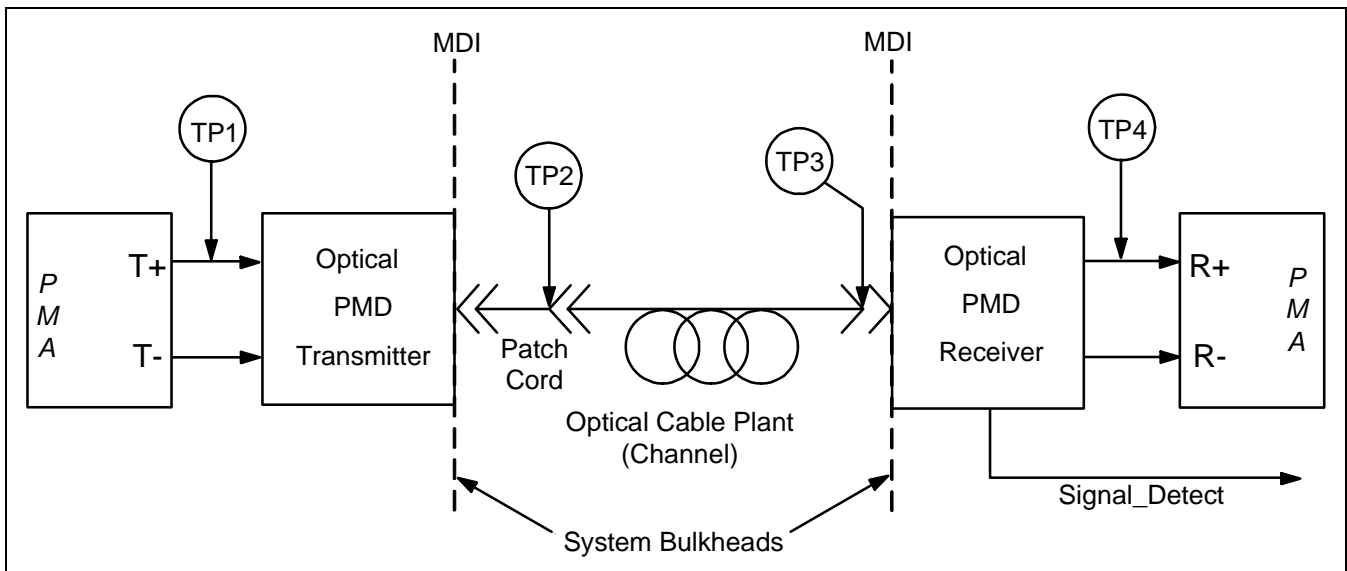 MDI
MDI
TP1
TP2
TP3
TP4
P
M
A
T+
T-
Optical
PMD
Transmitter
Patch
Cord
Optical Cable Plant
(Channel)
Optical
PMD
Receiver
R+
R-
P
M
A
Signal_Detect
System Bulkheads